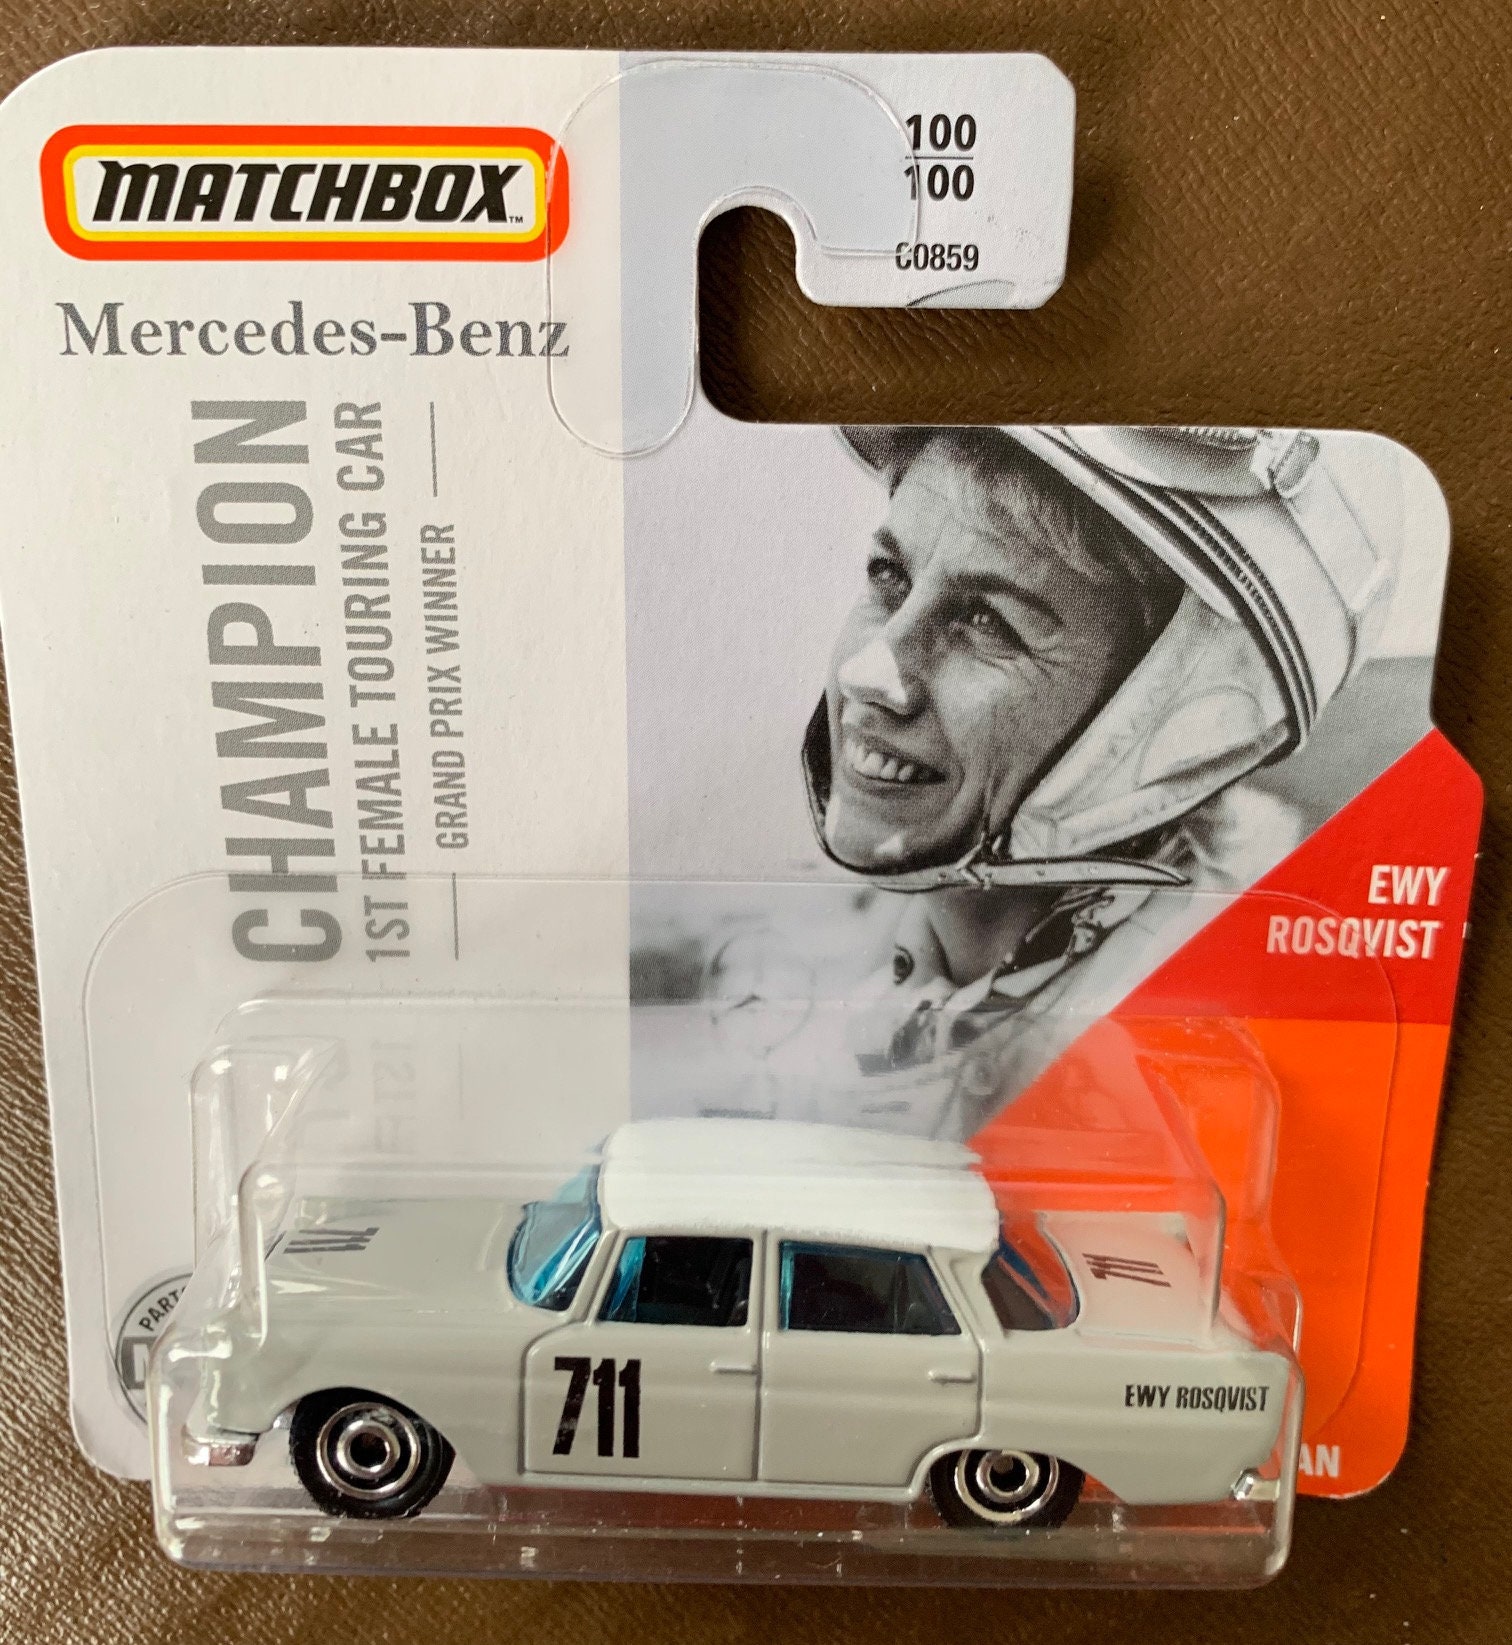 MATCHBOX™
100
100
C0859
Mercedes-Benz
CHAMPION
1ST FEMALE TOURING CAR
GRAND PRIX WINNER
EWY
ROSQVIST
711
711
711
EWY ROSQVIST